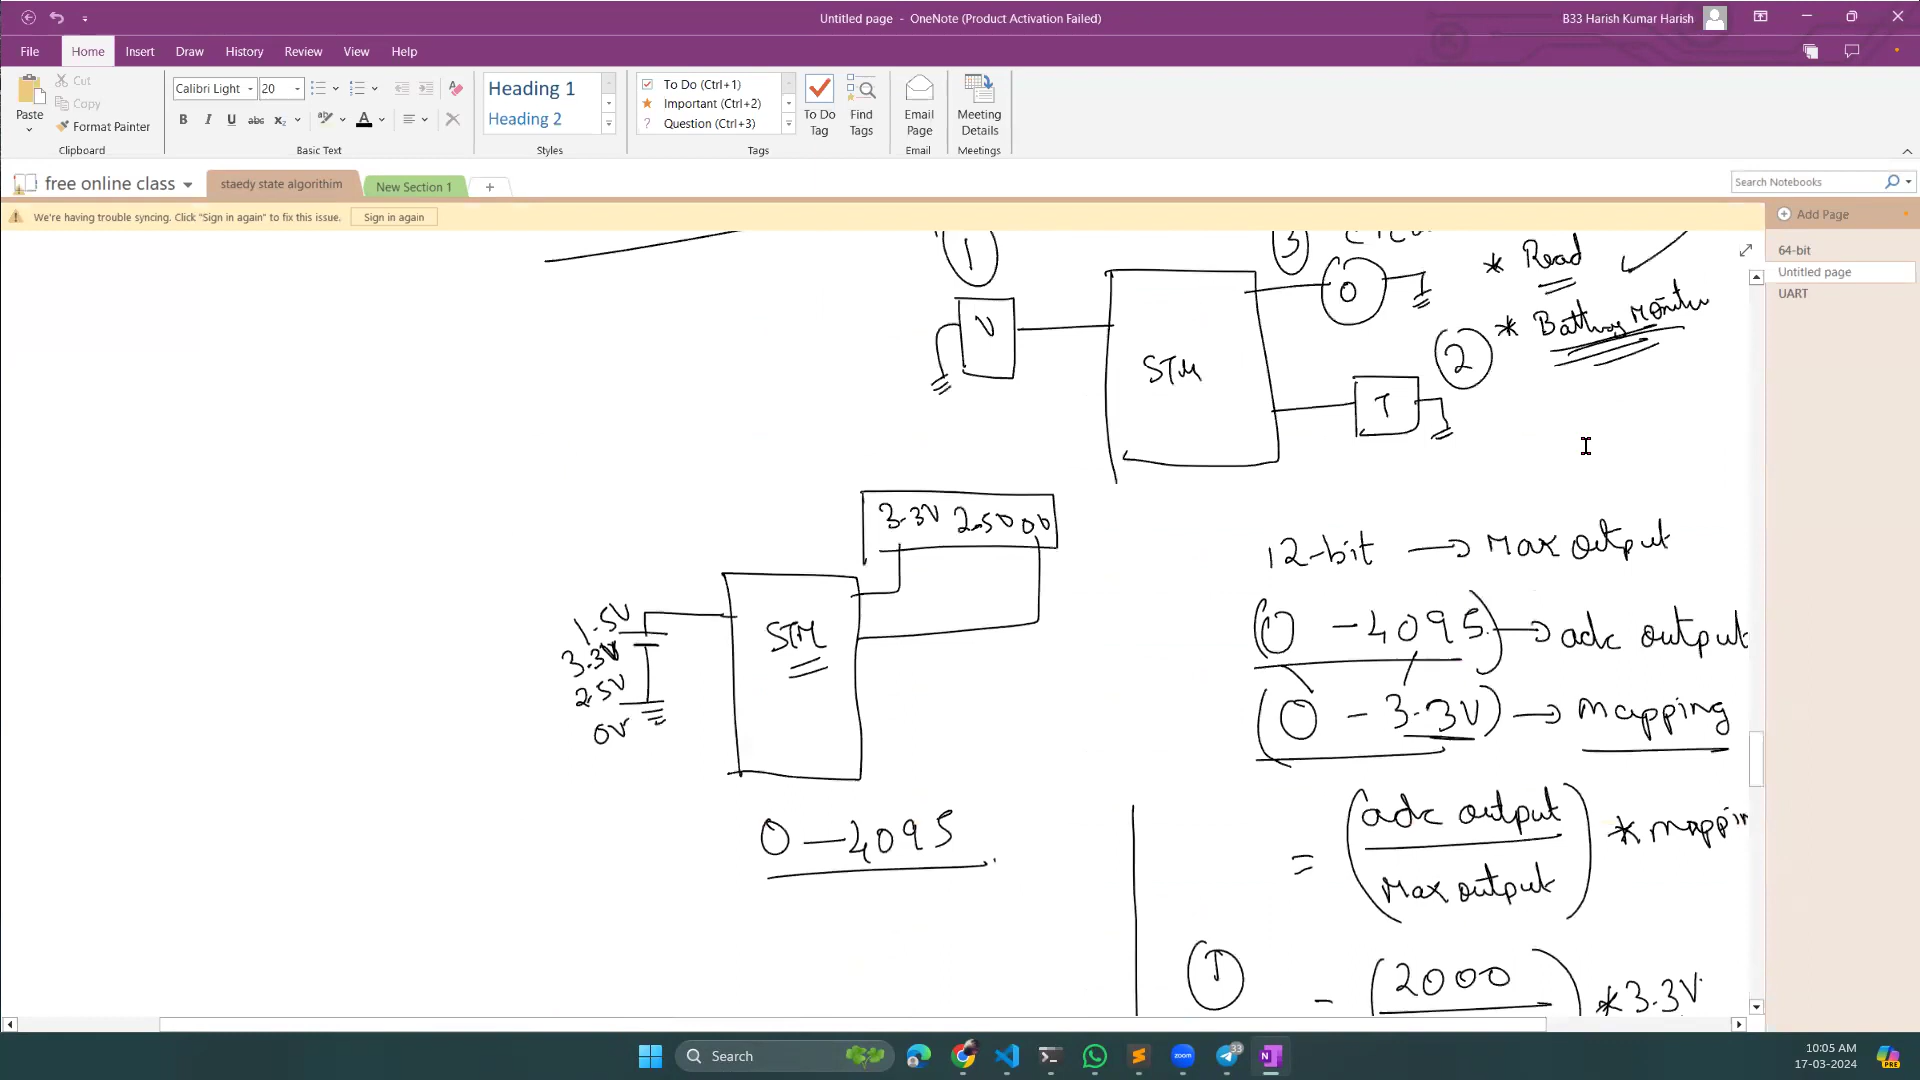 Untitled page - OneNote (Product Activation Failed)
B33 Harish Kumar Harish
File Home Insert Draw History Review View Help
Paste
Cut
Copy
Format Painter
Clipboard
Calibri Light 20
B I U abc x₂ A
Basic Text
Heading 1
Heading 2
Styles
To Do (Ctrl+1)
Important (Ctrl+2)
Question (Ctrl+3)
To Do Tag
Find Tags
Tags
Email Page
Email
Meeting Details
Meetings
free online class
staedy state algorithim
New Section 1
Search Notebooks
We're having trouble syncing. Click "Sign in again" to fix this issue.
Sign in again
Add Page
64-bit
Untitled page
UART
1
3
* Read
V
STM
0
* Battery Monitor
2
T
3.3V 2.5V 0V
12-bit → Max output
STM
1.5V
3.3V
2.5V
0V
(0 - 4095) → adc output
(0 - 3.3V) → mapping
0 — 4095
= (adc output / Max output)
1
(2000
*3.3V
Search
33
zoom
10:05 AM
17-03-2024
PRE